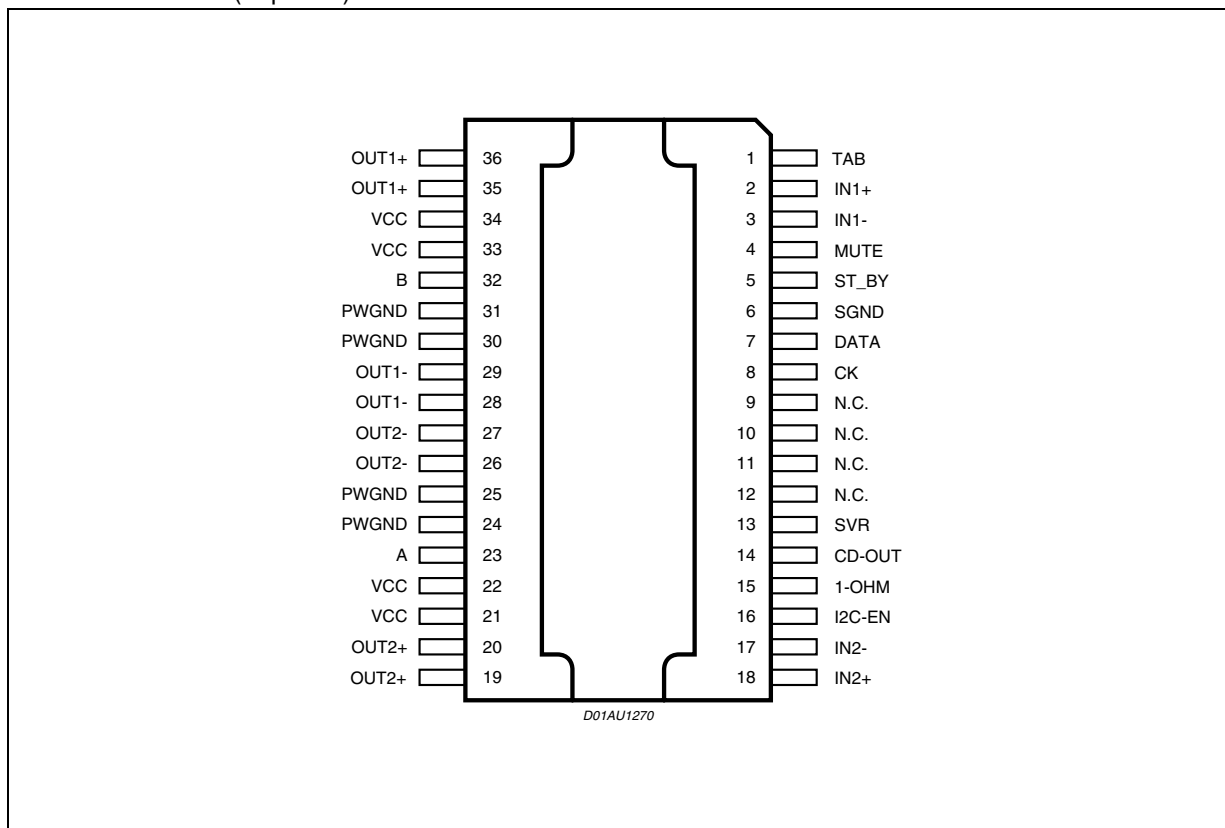 OUT1+ 36 1 TAB
OUT1+ 35 2 IN1+
VCC 34 3 IN1-
VCC 33 4 MUTE
B 32 5 ST_BY
PWGND 31 6 SGND
PWGND 30 7 DATA
OUT1- 29 8 CK
OUT1- 28 9 N.C.
OUT2- 27 10 N.C.
OUT2- 26 11 N.C.
PWGND 25 12 N.C.
PWGND 24 13 SVR
A 23 14 CD-OUT
VCC 22 15 1-OHM
VCC 21 16 I2C-EN
OUT2+ 20 17 IN2-
OUT2+ 19 18 IN2+
D01AU1270